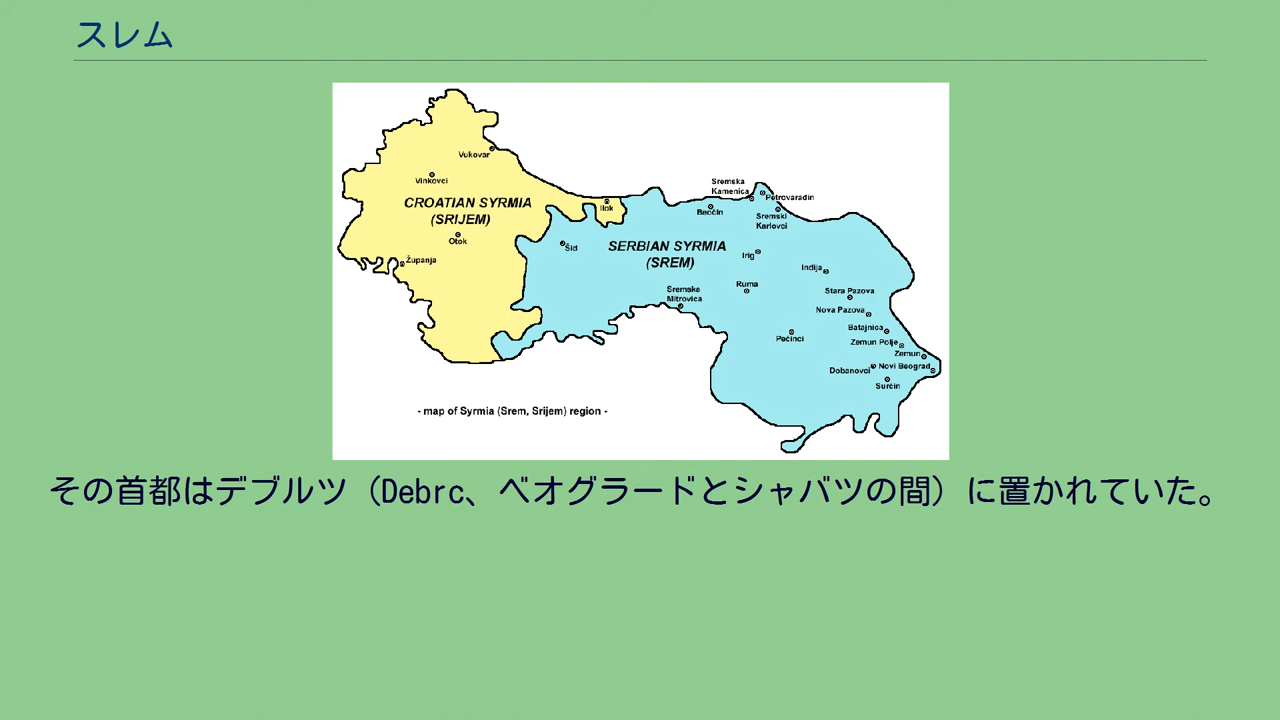 スレム
Vukovar
Vinkovci
CROATIAN SYRMIA
(SRIJEM)
Otok
Županja
Ilok
Šid
SERBIAN SYRMIA
(SREM)
Sremska
Kamenica
Petrovaradin
Beočin
Sremski
Karlovci
Irig
Inđija
Ruma
Stara Pazova
Sremska
Mitrovica
Nova Pazova
Batajnica
Pećinci
Zemun Polje
Zemun
Dobanovci
Novi Beograd
Surčin
- map of Syrmia (Srem, Srijem) region -
その首都はデブルツ（Debrc、ベオグラードとシャバツの間）に置かれていた。